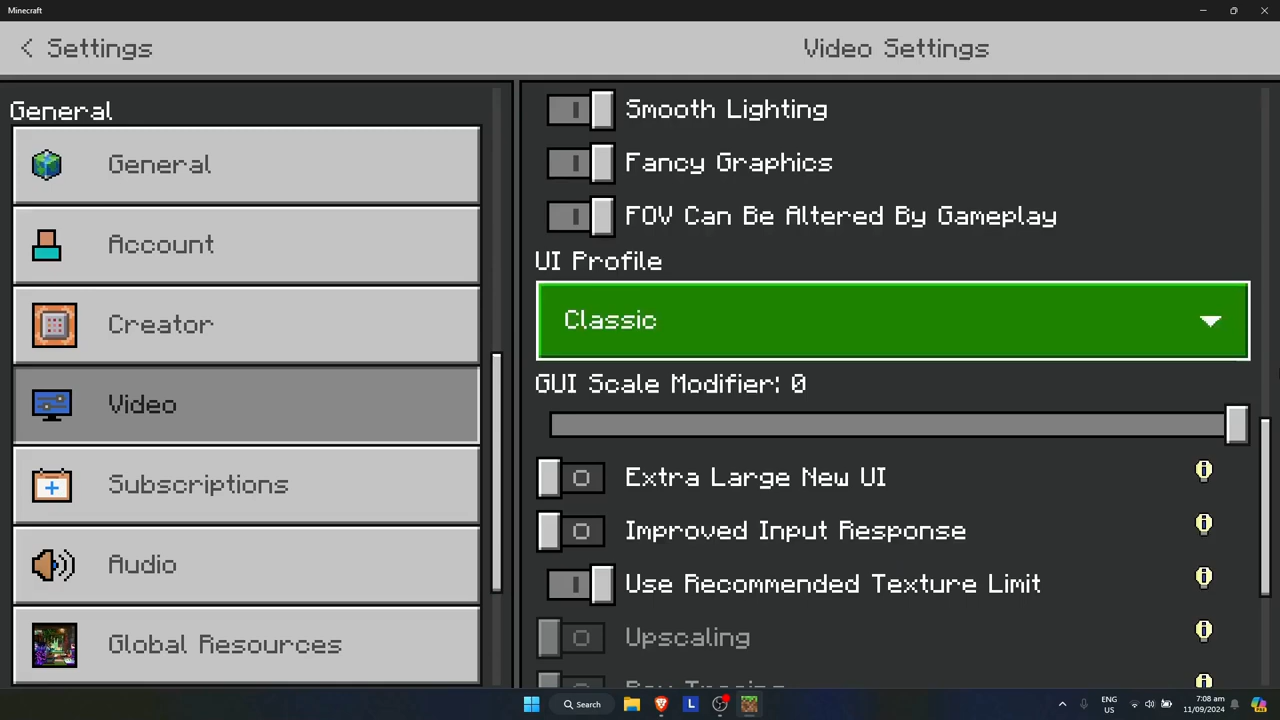 Minecraft
Settings
Video Settings
General
General
Account
Creator
Video
Subscriptions
Audio
Global Resources
Smooth Lighting
Fancy Graphics
FOV Can Be Altered By Gameplay
UI Profile
Classic
GUI Scale Modifier: 0
Extra Large New UI
Improved Input Response
Use Recommended Texture Limit
Upscaling
Ray Tracing
Search
ENG
US
7:08 am
11/09/2024